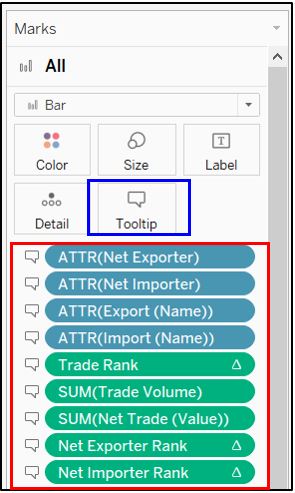 Marks
All
Bar
Color Size Label
Detail Tooltip
ATTR(Net Exporter)
ATTR(Net Importer)
ATTR(Export (Name))
ATTR(Import (Name))
Trade Rank Δ
SUM(Trade Volume)
SUM(Net Trade (Value))
Net Exporter Rank Δ
Net Importer Rank Δ